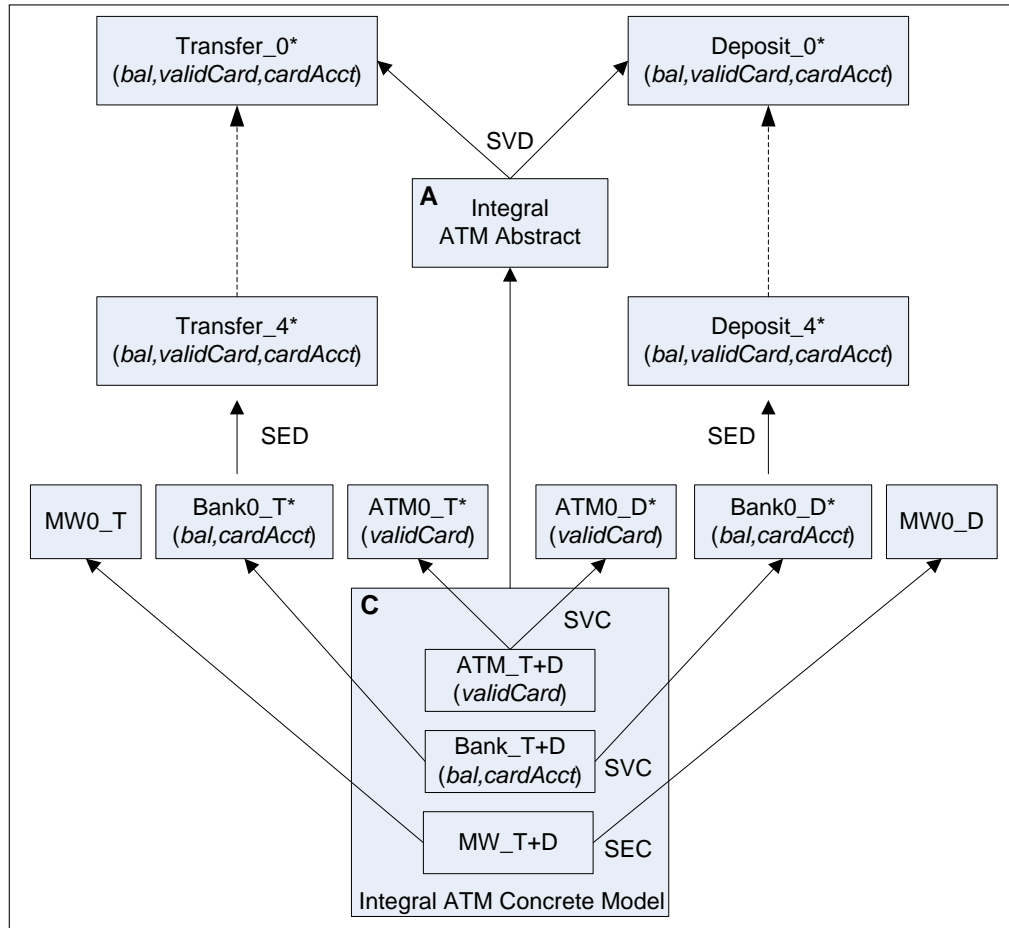 Transfer_0*
(bal,validCard,cardAcct)
Deposit_0*
(bal,validCard,cardAcct)
SVD
A
Integral
ATM Abstract
Transfer_4*
(bal,validCard,cardAcct)
Deposit_4*
(bal,validCard,cardAcct)
SED
SED
MW0_T
Bank0_T*
(bal,cardAcct)
ATM0_T*
(validCard)
ATM0_D*
(validCard)
Bank0_D*
(bal,cardAcct)
MW0_D
C
SVC
ATM_T+D
(validCard)
Bank_T+D
(bal,cardAcct)
SVC
MW_T+D
SEC
Integral ATM Concrete Model